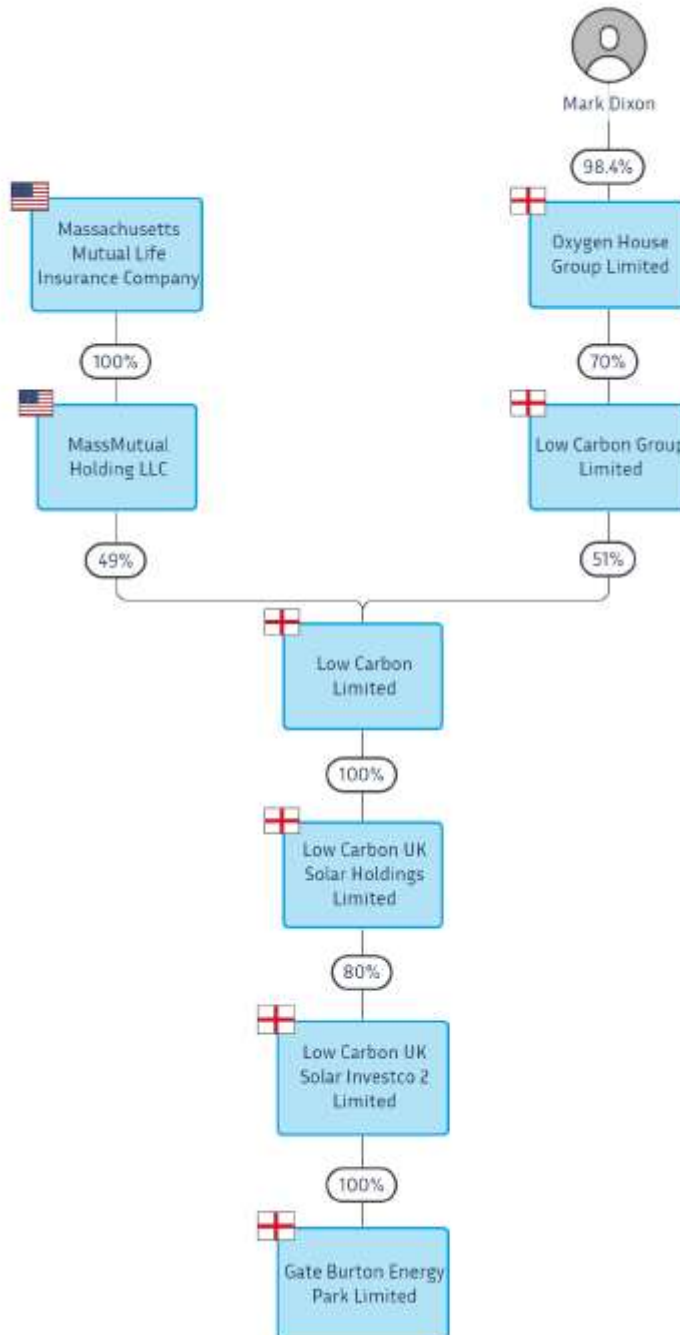 Mark Dixon
98.4%
Massachusetts
Mutual Life
Insurance Company
Oxygen House
Group Limited
100%
70%
MassMutual
Holding LLC
Low Carbon Group
Limited
49%
51%
Low Carbon
Limited
100%
Low Carbon UK
Solar Holdings
Limited
80%
Low Carbon UK
Solar Investco 2
Limited
100%
Gate Burton Energy
Park Limited